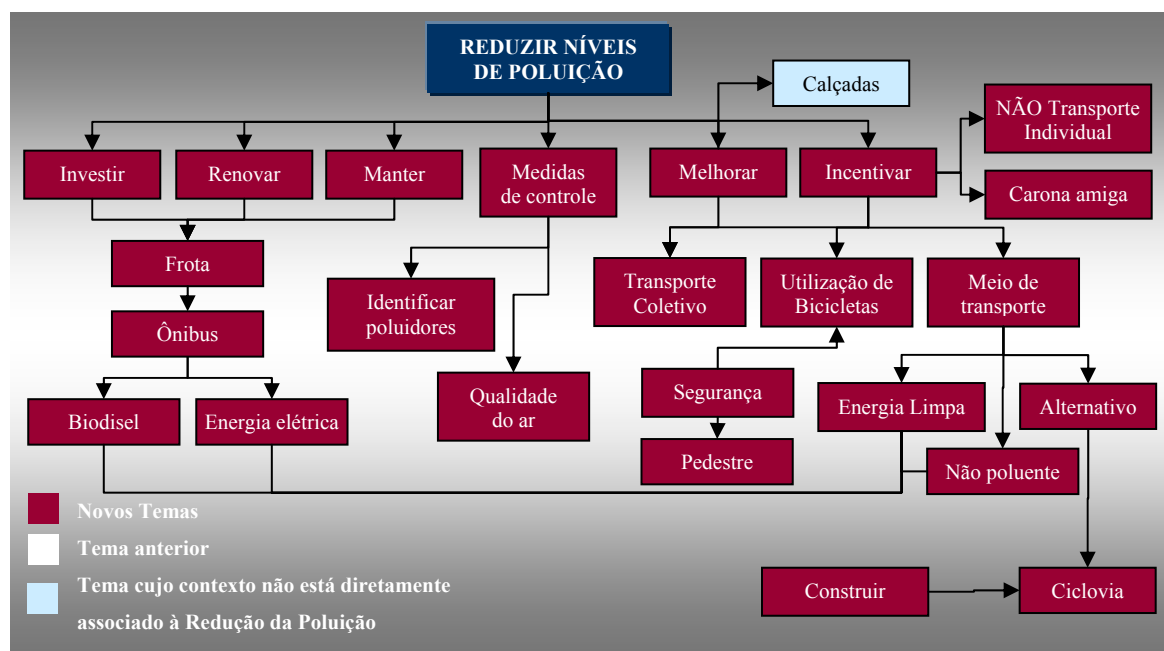 REDUZIR NÍVEIS
DE POLUIÇÃO
Calçadas
NÃO Transporte
Individual
Investir
Renovar
Manter
Medidas
de controle
Melhorar
Incentivar
Carona amiga
Frota
Identificar
poluidores
Transporte
Coletivo
Utilização de
Bicicletas
Meio de
transporte
Ônibus
Qualidade
do ar
Segurança
Energia Limpa
Alternativo
Biodisel
Energia elétrica
Pedestre
Não poluente
Construir
Ciclovia
Novos Temas
Tema anterior
Tema cujo contexto não está diretamente
associado à Redução da Poluição